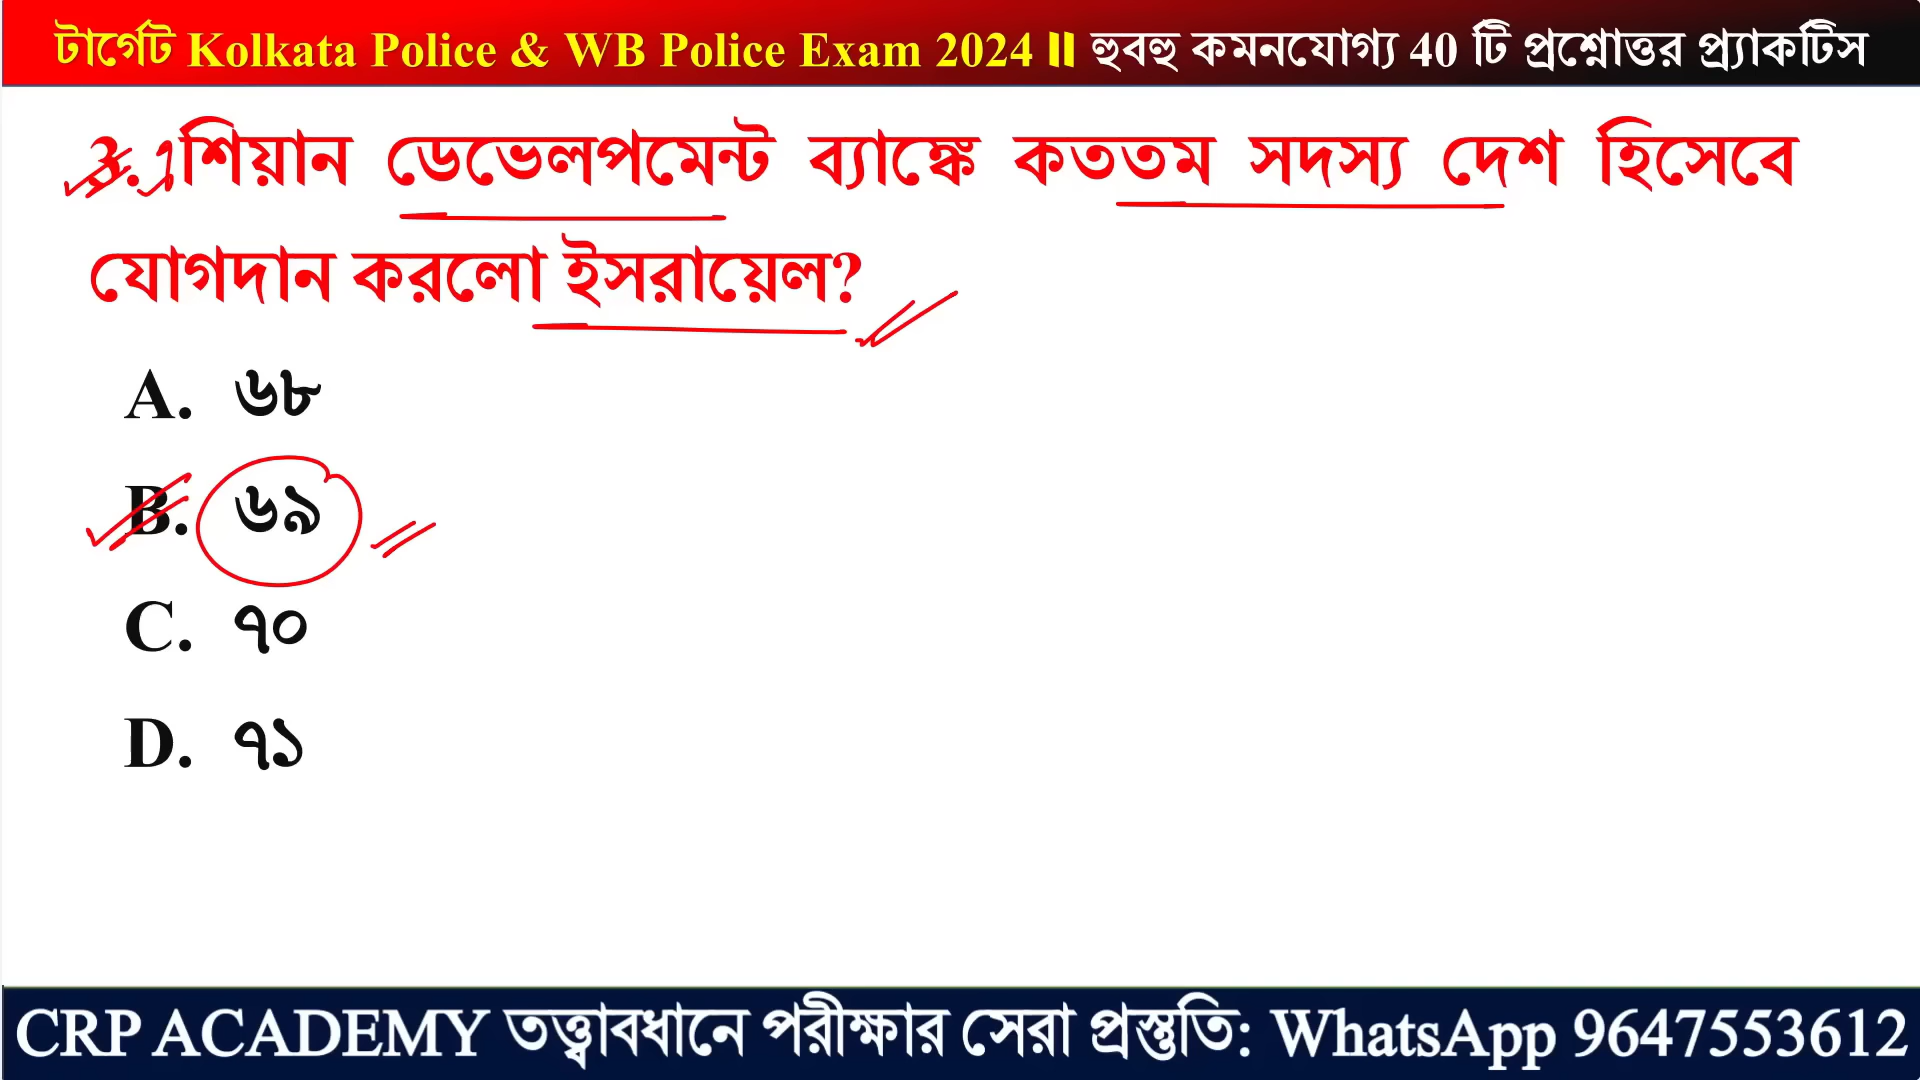 টার্গেট Kolkata Police & WB Police Exam 2024 ॥ হুবহু কমনযোগ্য 40 টি প্রশ্নোত্তর প্র্যাকটিস
3. এশিয়ান ডেভেলপমেন্ট ব্যাঙ্কে কততম সদস্য দেশ হিসেবে
যোগদান করলো ইসরায়েল?
A. ৬৮
B. ৬৯
C. ৭০
D. ৭১
CRP ACADEMY তত্ত্বাবধানে পরীক্ষার সেরা প্রস্তুতি: WhatsApp 9647553612